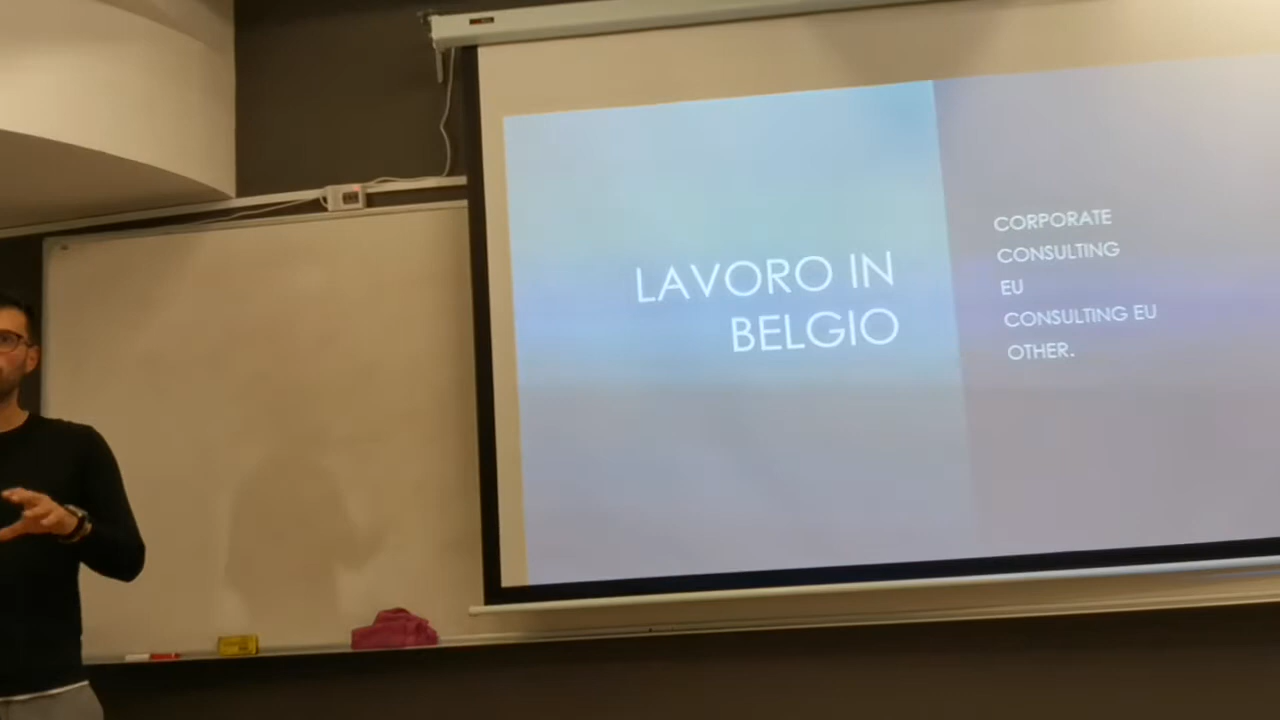 LAVORO IN
BELGIO
CORPORATE
CONSULTING
EU
CONSULTING EU
OTHER.